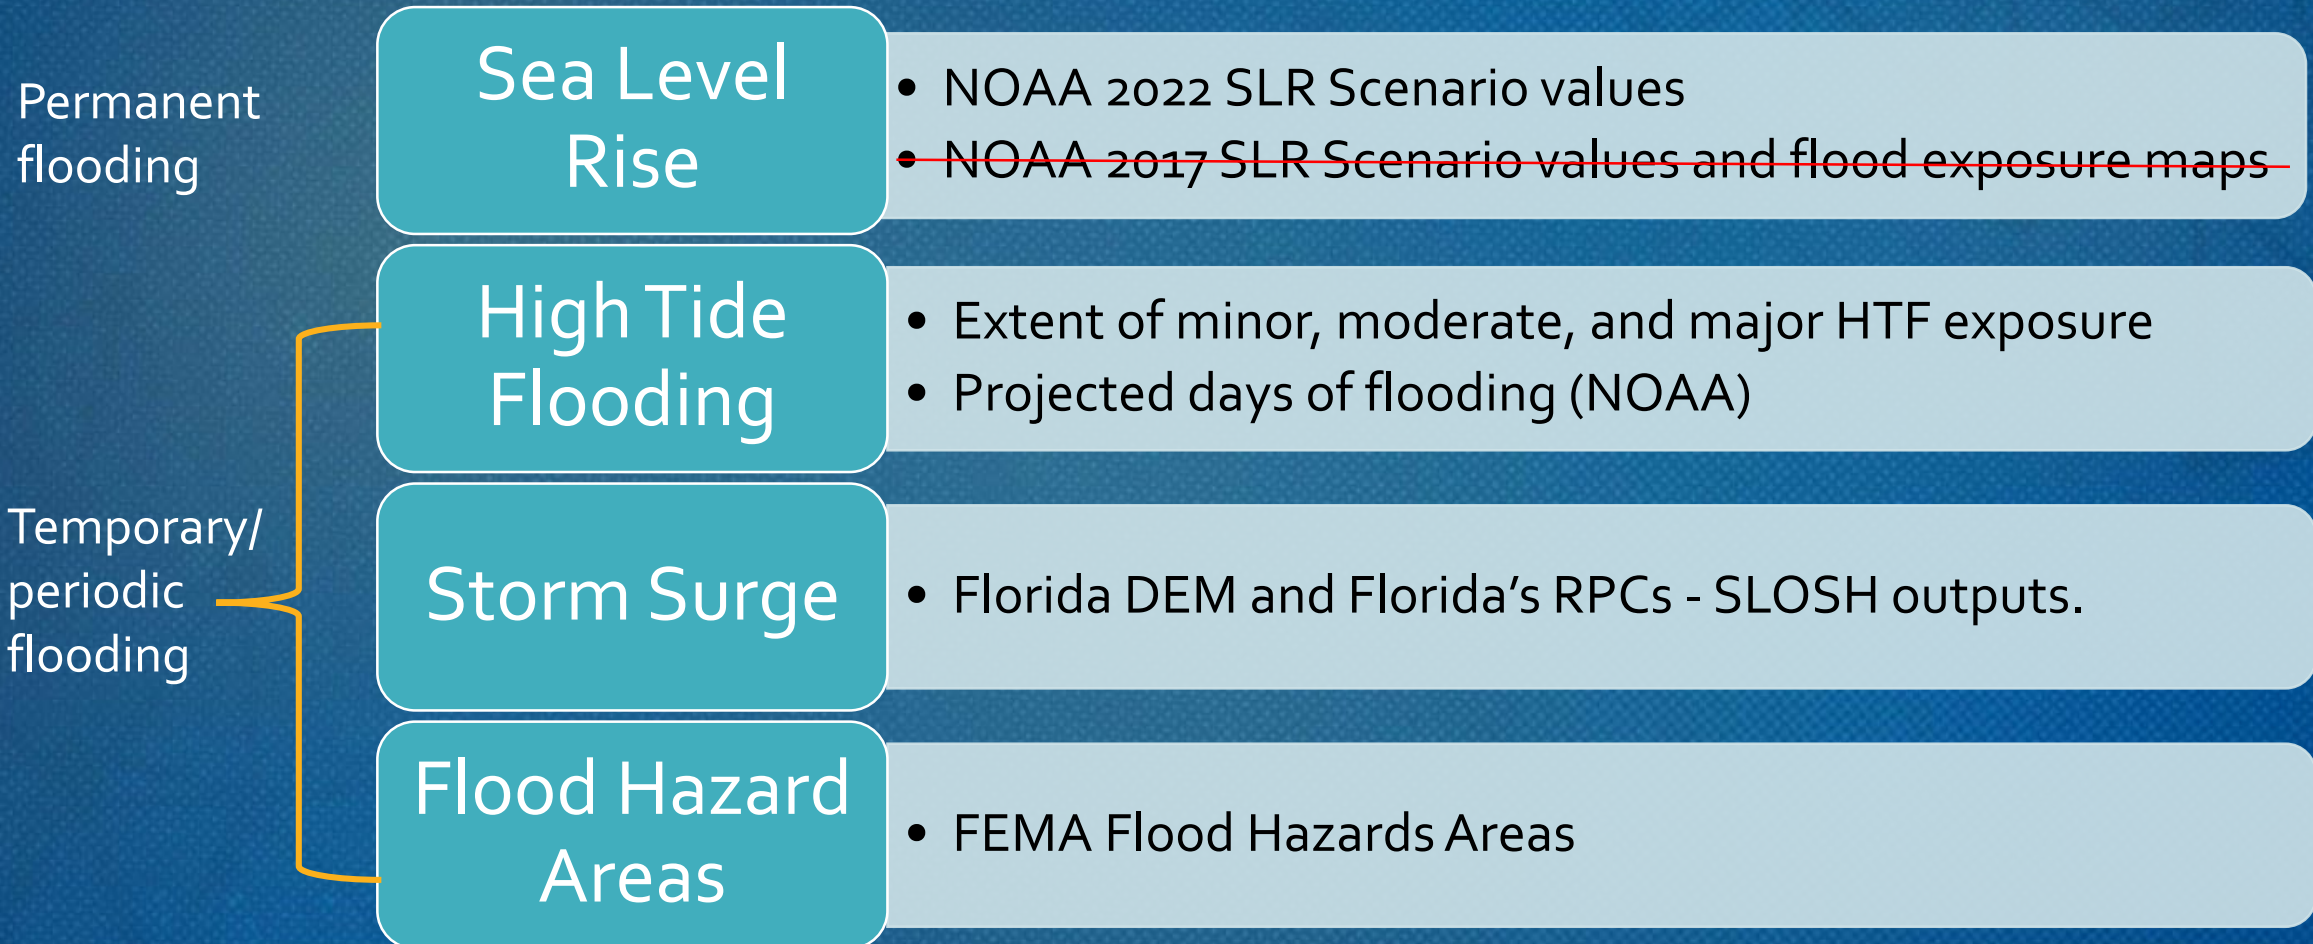 Permanent
flooding
Sea Level
Rise
• NOAA 2022 SLR Scenario values
• NOAA 2017 SLR Scenario values and flood exposure maps
Temporary/
periodic
flooding
High Tide
Flooding
• Extent of minor, moderate, and major HTF exposure
• Projected days of flooding (NOAA)
Storm Surge
• Florida DEM and Florida’s RPCs - SLOSH outputs.
Flood Hazard
Areas
• FEMA Flood Hazards Areas